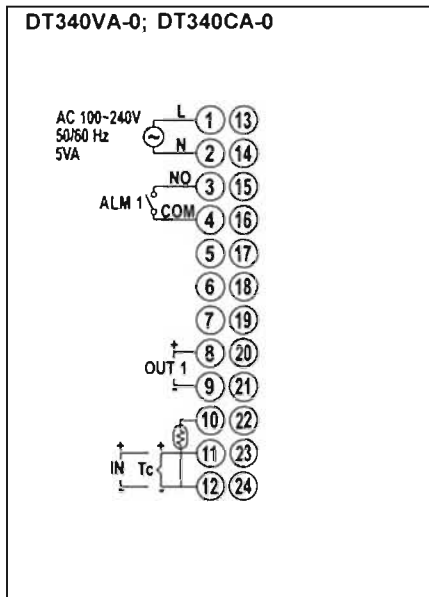 DT340VA-0; DT340CA-0
AC 100~240V
50/60 Hz
5VA
L
N
1 13
2 14
NO
3 15
ALM 1
COM
4 16
5 17
6 18
7 19
+
8 20
OUT 1
-
9 21
10 22
+ +
11 23
IN Tc
- -
12 24